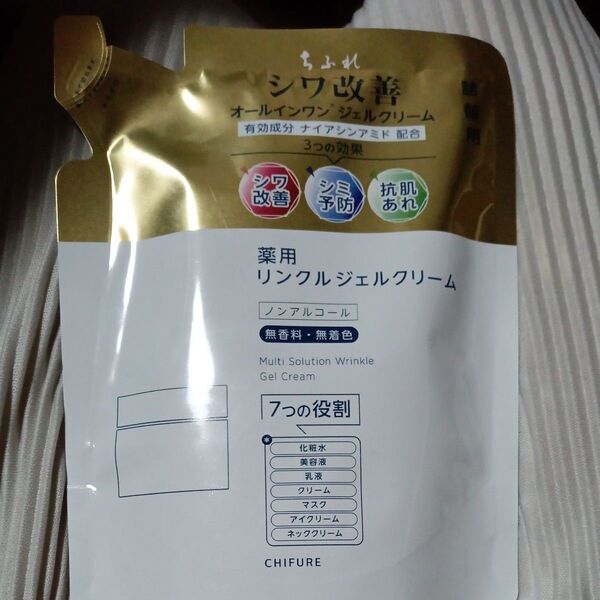 ちふれ
シワ改善
オールインワン*ジェルクリーム
有効成分 ナイアシンアミド 配合
3つの効果
シワ
改善
シミ
予防
抗肌
あれ
詰替用
薬用
リンクルジェルクリーム
ノンアルコール
無香料・無着色
Multi Solution Wrinkle
Gel Cream
7つの役割
*
化粧水
美容液
乳液
クリーム
マスク
アイクリーム
ネッククリーム
CHIFURE